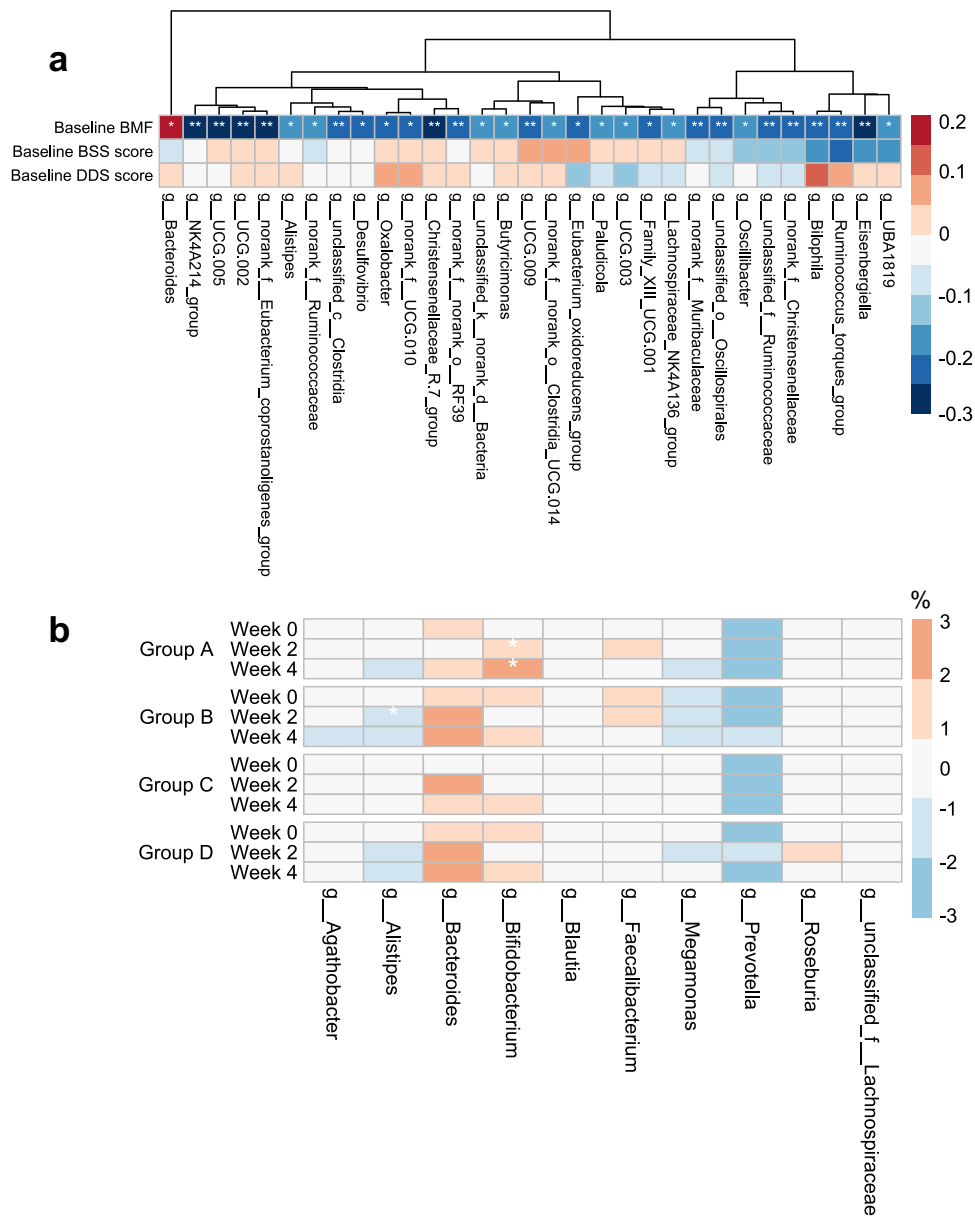 a
Baseline BMF
* ** ** ** ** * * ** * * * ** ** * * ** * * * * * * ** ** * ** ** ** ** ** *
Baseline BSS score
Baseline DDS score
0.2
0.1
0
-0.1
-0.2
-0.3
g__Bacteroides
g__NK4A214_group
g__UCG.005
g__UCG.002
g__norank_f__Eubacterium_coprostanoligenes_group
g__Alistipes
g__norank_f__Ruminococcaceae
g__unclassified_c__Clostridia
g__Desulfovibrio
g__Oxalobacter
g__norank_f__UCG.010
g__Christensenellaceae_R.7_group
g__norank_f__norank_o__RF39
g__unclassified_k__norank_d__Bacteria
g__Butyricimonas
g__UCG.009
g__norank_f__norank_o__Clostridia_UCG.014
g__Eubacterium_oxidoreducens_group
g__Paludicola
g__UCG.003
g__Family_XIII_UCG.001
g__Lachnospiraceae_NK4A136_group
g__norank_f__Muribaculaceae
g__unclassified_o__Oscillospirales
g__Oscillibacter
g__unclassified_f__Ruminococcaceae
g__norank_f__Christensenellaceae
g__Bilophila
g__Ruminococcus_torques_group
g__Eisenbergiella
g__UBA1819
b
%
3
2
1
0
-1
-2
-3
Group A
Week 0
Week 2 *
Week 4 *
Group B
Week 0
Week 2 *
Week 4
Group C
Week 0
Week 2
Week 4
Group D
Week 0
Week 2
Week 4
g__Agathobacter
g__Alistipes
g__Bacteroides
g__Bifidobacterium
g__Blautia
g__Faecalibacterium
g__Megamonas
g__Prevotella
g__Roseburia
g__unclassified_f__Lachnospiraceae